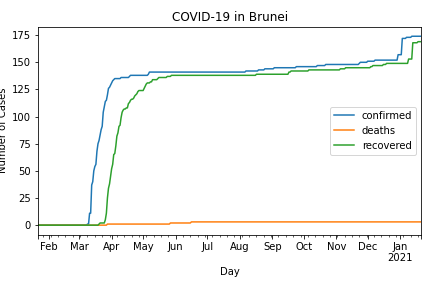 COVID-19 in Brunei
175
150
125
100
75
50
25
0
Number of Cases
confirmed
deaths
recovered
Feb Mar Apr May Jun Jul Aug Sep Oct Nov Dec Jan
2021
Day